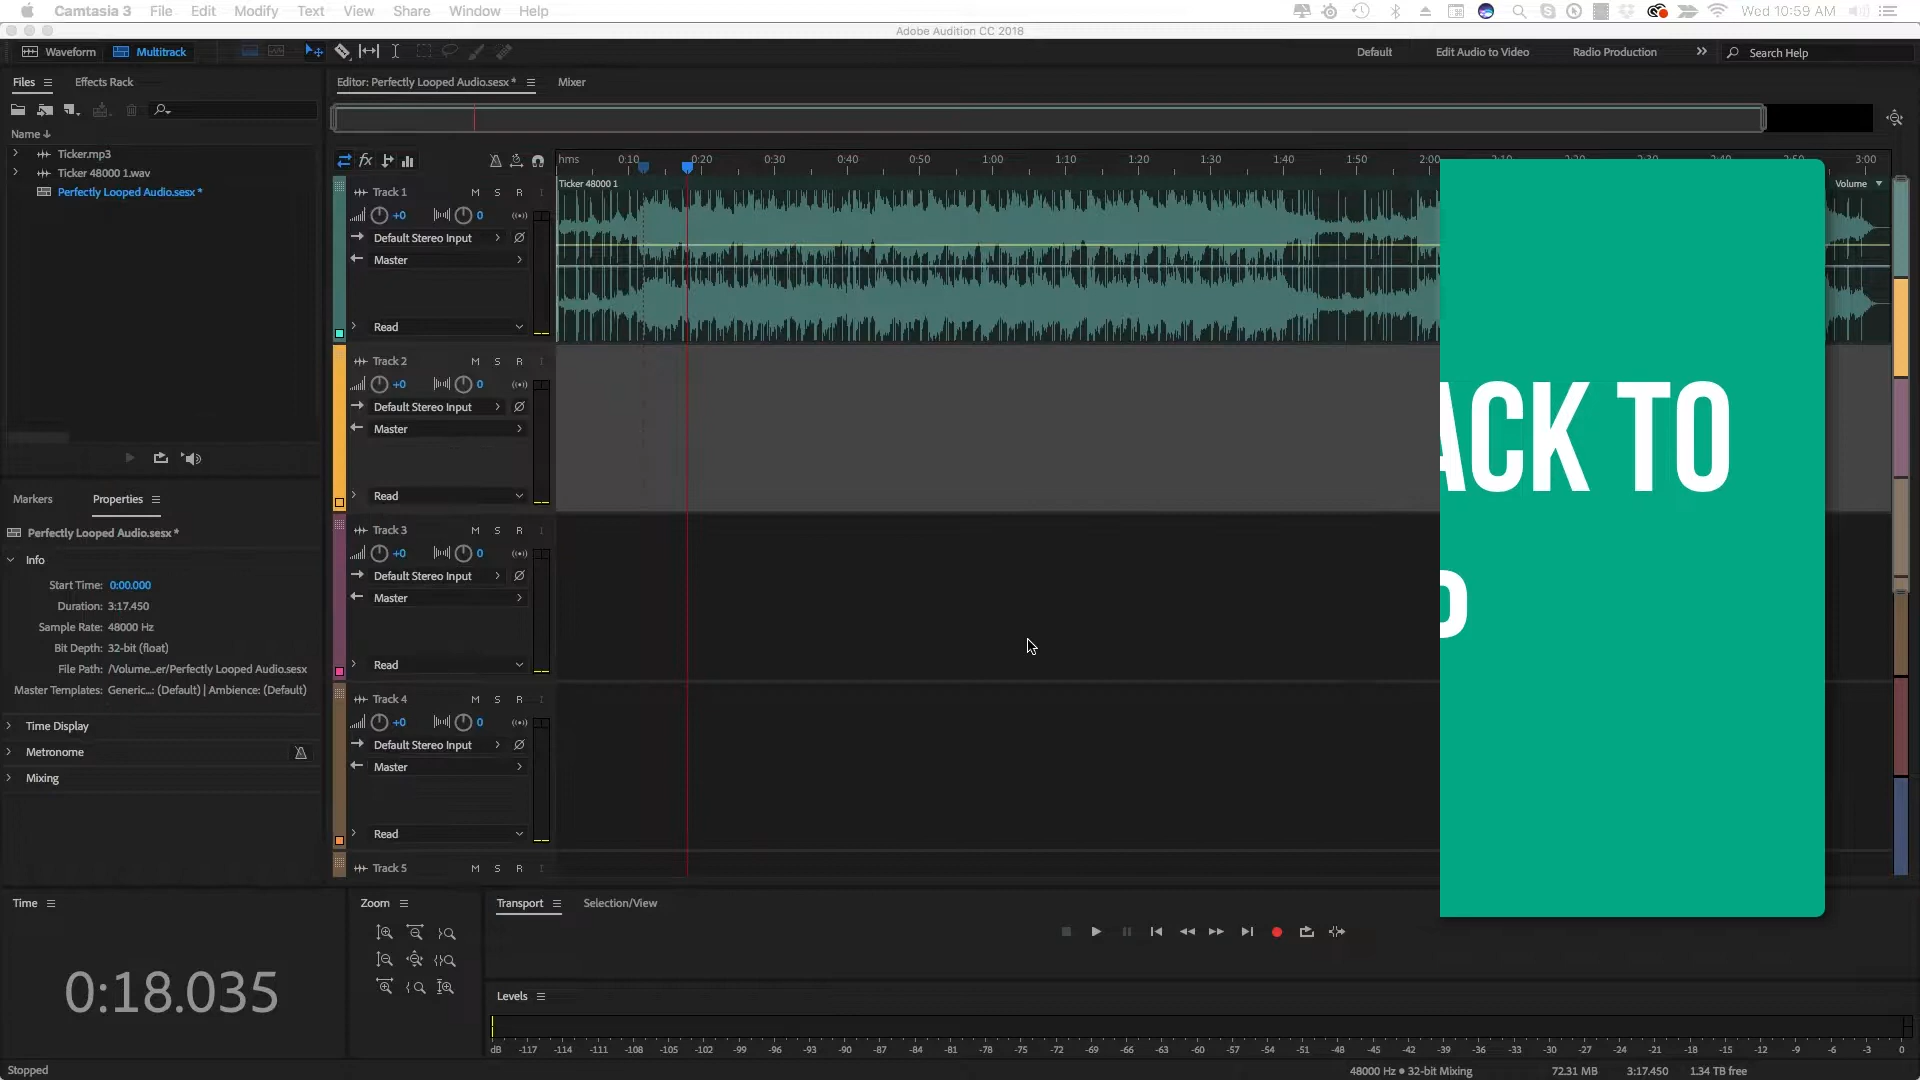 Camtasia 3 File Edit Modify Text View Share Window Help Wed 10:59 AM
Adobe Audition CC 2018
Waveform Multitrack Default Edit Audio to Video Radio Production Search Help
Files Effects Rack Editor: Perfectly Looped Audio.sesx * Mixer
Name
Ticker.mp3
Ticker 48000 1.wav
Perfectly Looped Audio.sesx *
hms 0:10 0:20 0:30 0:40 0:50 1:00 1:10 1:20 1:30 1:40 1:50 2:00 3:00
Ticker 48000 1 Volume
Track 1 M S R I
+0 0
Default Stereo Input
Master
Read
Track 2 M S R I
+0 0
Default Stereo Input
Master
Read
Track 3 M S R I
+0 0
Default Stereo Input
Master
Read
Track 4 M S R I
+0 0
Default Stereo Input
Master
Read
Track 5 M S R I
ACK TO
P
Markers Properties
Perfectly Looped Audio.sesx *
Info
Start Time: 0:00.000
Duration: 3:17.450
Sample Rate: 48000 Hz
Bit Depth: 32-bit (float)
File Path: /Volume...er/Perfectly Looped Audio.sesx
Master Templates: Generic...: (Default) | Ambience: (Default)
Time Display
Metronome
Mixing
Time
0:18.035
Zoom
Transport Selection/View
Levels
dB -117 -114 -111 -108 -105 -102 -99 -96 -93 -90 -87 -84 -81 -78 -75 -72 -69 -66 -63 -60 -57 -54 -51 -48 -45 -42 -39 -36 -33 -30 -27 -24 -21 -18 -15 -12 -9 -6 -3 0
Stopped 48000 Hz • 32-bit Mixing 72.31 MB 3:17.450 1.34 TB free